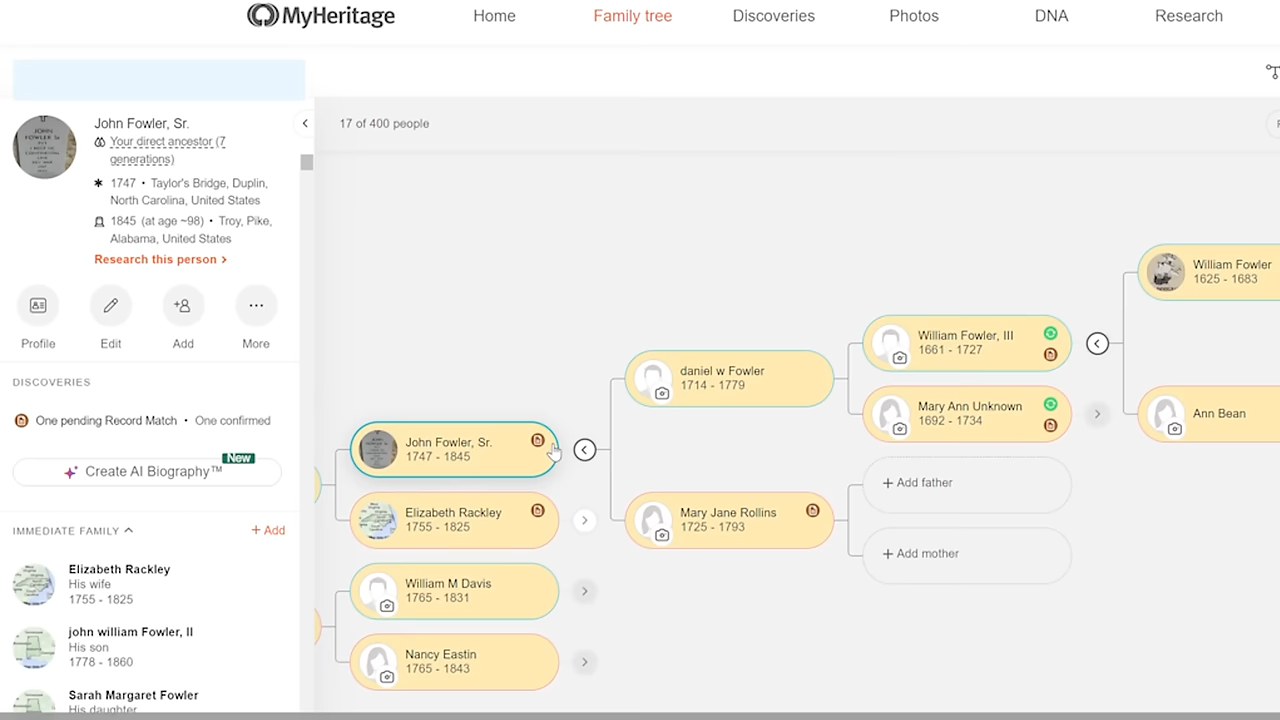 MyHeritage
Home
Family tree
Discoveries
Photos
DNA
Research
John Fowler, Sr.
Your direct ancestor (7
generations)
1747 • Taylor's Bridge, Duplin,
North Carolina, United States
1845 (at age ~98) • Troy, Pike,
Alabama, United States
Research this person >
Profile
Edit
Add
More
DISCOVERIES
One pending Record Match • One confirmed
New
Create AI Biography™
IMMEDIATE FAMILY
+ Add
Elizabeth Rackley
His wife
1755 - 1825
john william Fowler, II
His son
1778 - 1860
Sarah Margaret Fowler
His daughter
17 of 400 people
John Fowler, Sr.
1747 - 1845
Elizabeth Rackley
1755 - 1825
William M Davis
1765 - 1831
Nancy Eastin
1765 - 1843
daniel w Fowler
1714 - 1779
Mary Jane Rollins
1725 - 1793
William Fowler, III
1661 - 1727
Mary Ann Unknown
1692 - 1734
+ Add father
+ Add mother
William Fowler
1625 - 1683
Ann Bean